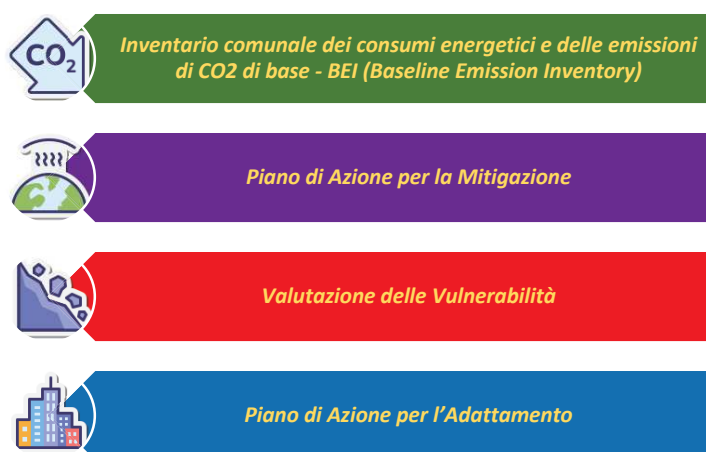 CO2
Inventario comunale dei consumi energetici e delle emissioni
di CO2 di base - BEI (Baseline Emission Inventory)
Piano di Azione per la Mitigazione
Valutazione delle Vulnerabilità
Piano di Azione per l’Adattamento